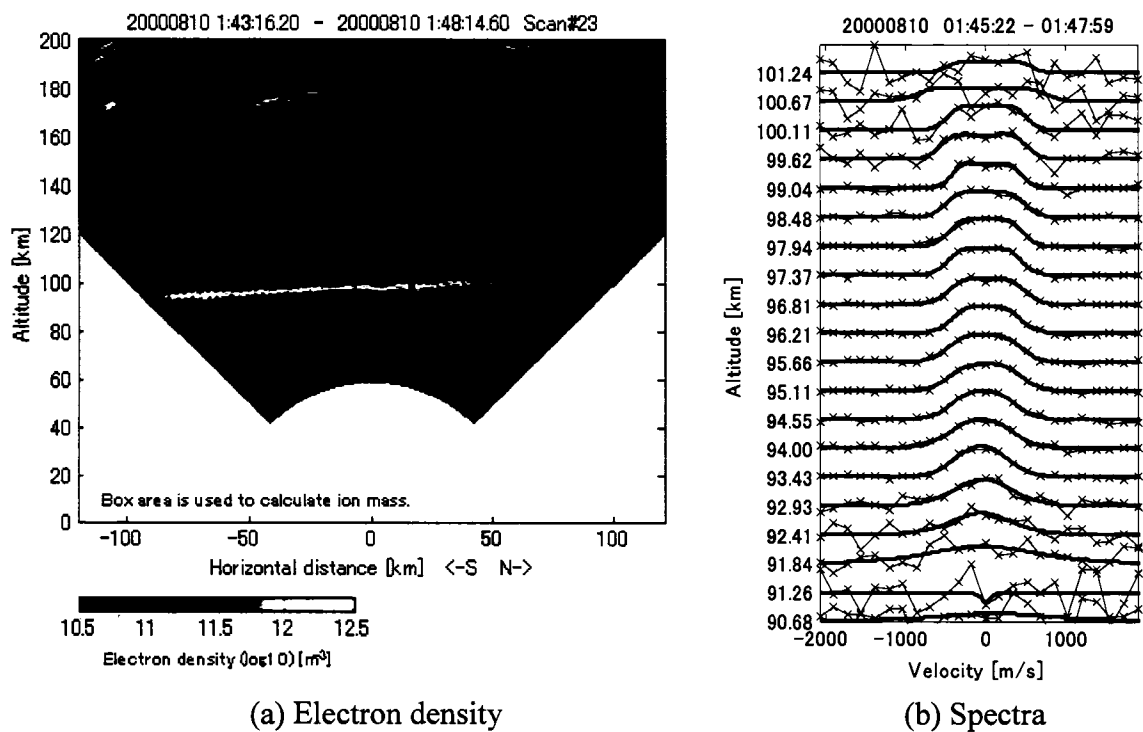 20000810 1:43:16.20 - 20000810 1:48:14.60 Scan#23
200
180
160
140
120
100
80
60
40
20
0
Altitude [km]
Box area is used to calculate ion mass.
-100 -50 0 50 100
Horizontal distance [km] <-S N->
10.5 11 11.5 12 12.5
Electron density (log10) [m-3]
(a) Electron density
20000810 01:45:22 - 01:47:59
101.24
100.67
100.11
99.62
99.04
98.48
97.94
97.37
96.81
96.21
95.66
95.11
94.55
94.00
93.43
92.93
92.41
91.84
91.26
90.68
Altitude [km]
-2000 -1000 0 1000
Velocity [m/s]
(b) Spectra